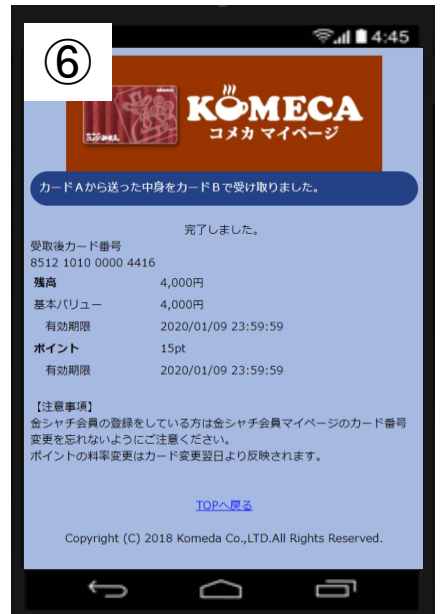 ⑥
4:45
KOMECA
コメカ マイページ
カードAから送った中身をカードBで受け取りました。
完了しました。
受取後カード番号
8512 1010 0000 4416
残高 4,000円
基本バリュー 4,000円
有効期限 2020/01/09 23:59:59
ポイント 15pt
有効期限 2020/01/09 23:59:59
【注意事項】
金シャチ会員の登録をしている方は金シャチ会員マイページのカード番号
変更を忘れないようにご注意ください。
ポイントの料率変更はカード変更翌日より反映されます。
TOPへ戻る
Copyright (C) 2018 Komeda Co.,LTD.All Rights Reserved.